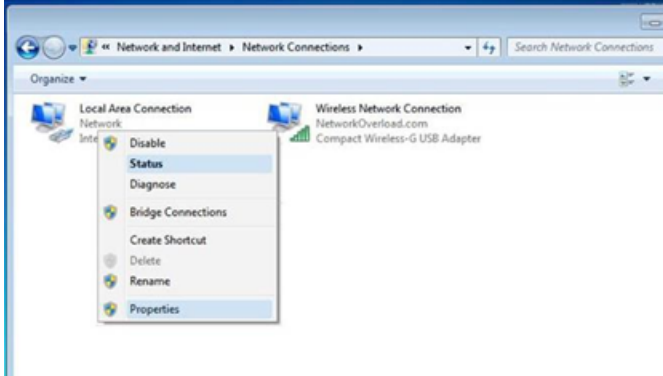 « Network and Internet ▸ Network Connections ▸
Search Network Connections
Organize
Local Area Connection
Network
Inte
Wireless Network Connection
NetworkOverload.com
Compact Wireless-G USB Adapter
Disable
Status
Diagnose
Bridge Connections
Create Shortcut
Delete
Rename
Properties